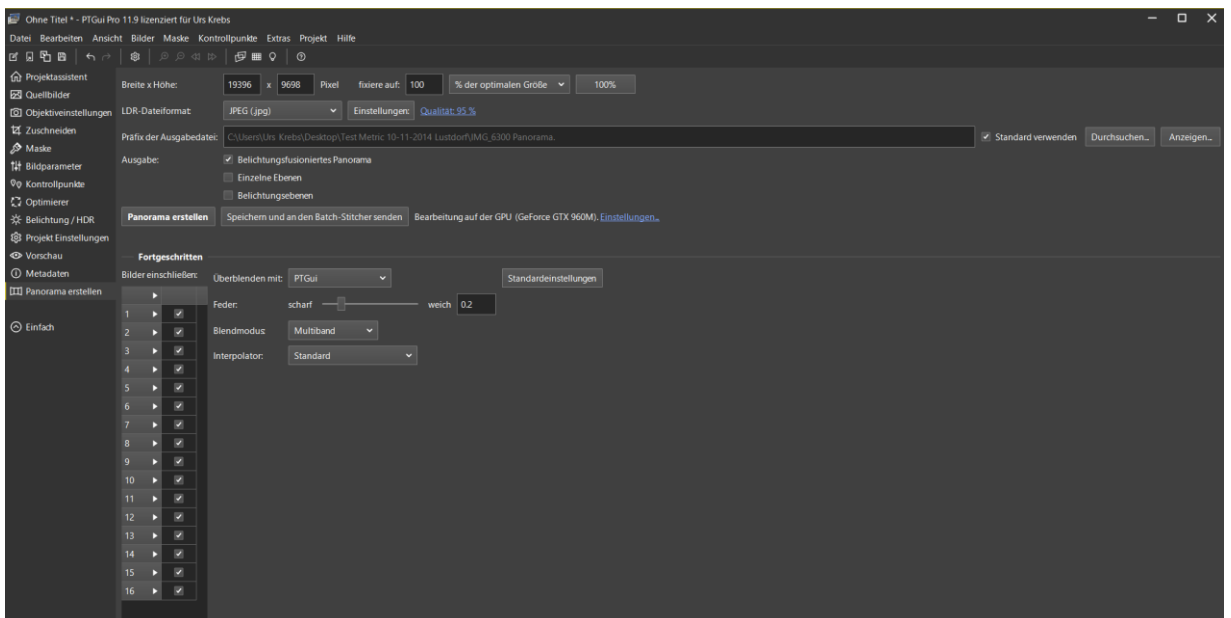 Ohne Titel * - PTGui Pro 11.9 lizenziert für Urs Krebs
Datei Bearbeiten Ansicht Bilder Maske Kontrollpunkte Extras Projekt Hilfe
Projektassistent
Quellbilder
Objektiveinstellungen
Zuschneiden
Maske
Bildparameter
Kontrollpunkte
Optimierer
Belichtung / HDR
Projekt Einstellungen
Vorschau
Metadaten
Panorama erstellen
Einfach
Breite x Höhe: 19396 x 9698 Pixel fixiere auf: 100 % der optimalen Größe 100%
LDR-Dateiformat: JPEG (.jpg) Einstellungen: Qualität: 95 %
Präfix der Ausgabedatei: C:\Users\Urs Krebs\Desktop\Test Metric 10-11-2014 Lustdorf\IMG_6300 Panorama. Standard verwenden Durchsuchen... Anzeigen...
Ausgabe: Belichtungsfusioniertes Panorama
Einzelne Ebenen
Belichtungsebenen
Panorama erstellen Speichern und an den Batch-Stitcher senden Bearbeitung auf der GPU (GeForce GTX 960M). Einstellungen...
Fortgeschritten
Bilder einschließen: Überblenden mit: PTGui Standardeinstellungen
Feder: scharf weich 0.2
Blendmodus: Multiband
Interpolator: Standard
1
2
3
4
5
6
7
8
9
10
11
12
13
14
15
16